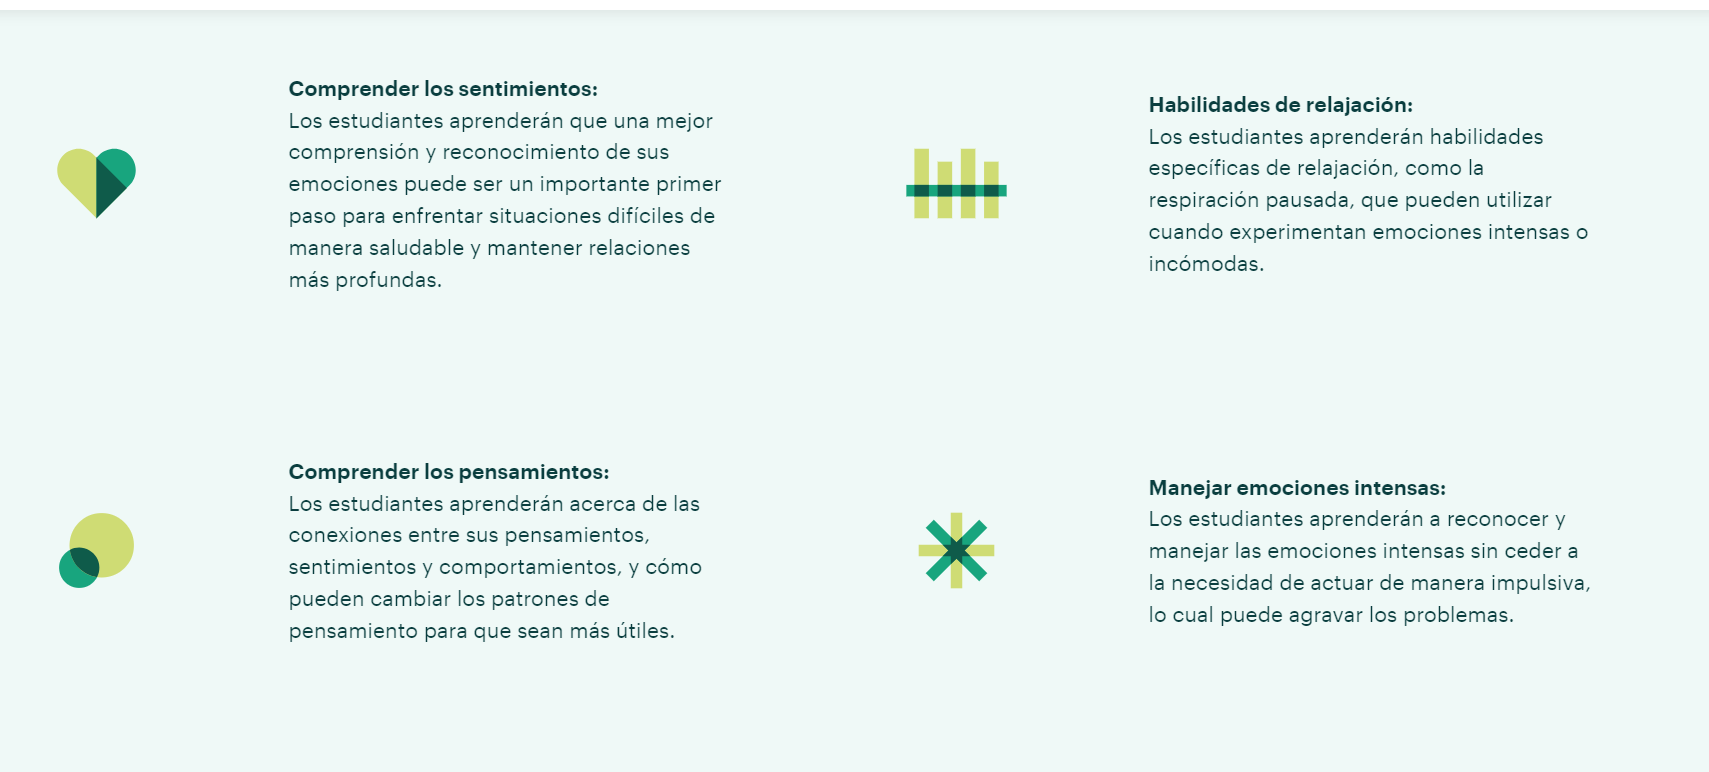 Comprender los sentimientos:
Los estudiantes aprenderán que una mejor
comprensión y reconocimiento de sus
emociones puede ser un importante primer
paso para enfrentar situaciones difíciles de
manera saludable y mantener relaciones
más profundas.
Habilidades de relajación:
Los estudiantes aprenderán habilidades
específicas de relajación, como la
respiración pausada, que pueden utilizar
cuando experimentan emociones intensas o
incómodas.
Comprender los pensamientos:
Los estudiantes aprenderán acerca de las
conexiones entre sus pensamientos,
sentimientos y comportamientos, y cómo
pueden cambiar los patrones de
pensamiento para que sean más útiles.
Manejar emociones intensas:
Los estudiantes aprenderán a reconocer y
manejar las emociones intensas sin ceder a
la necesidad de actuar de manera impulsiva,
lo cual puede agravar los problemas.